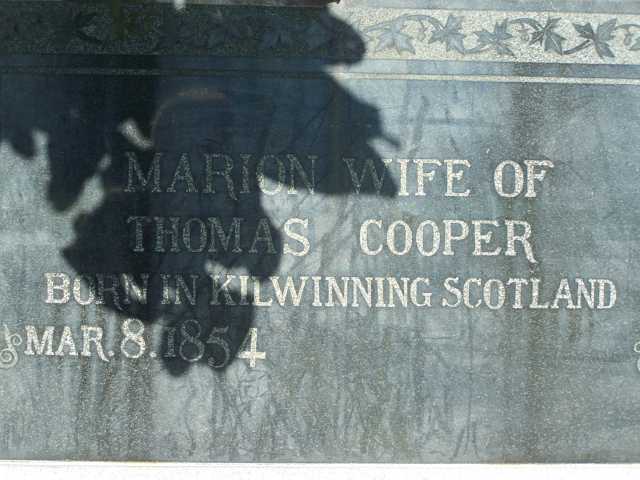 MARION WIFE OF
THOMAS COOPER
BORN IN KILWINNING SCOTLAND
MAR. 8. 1854